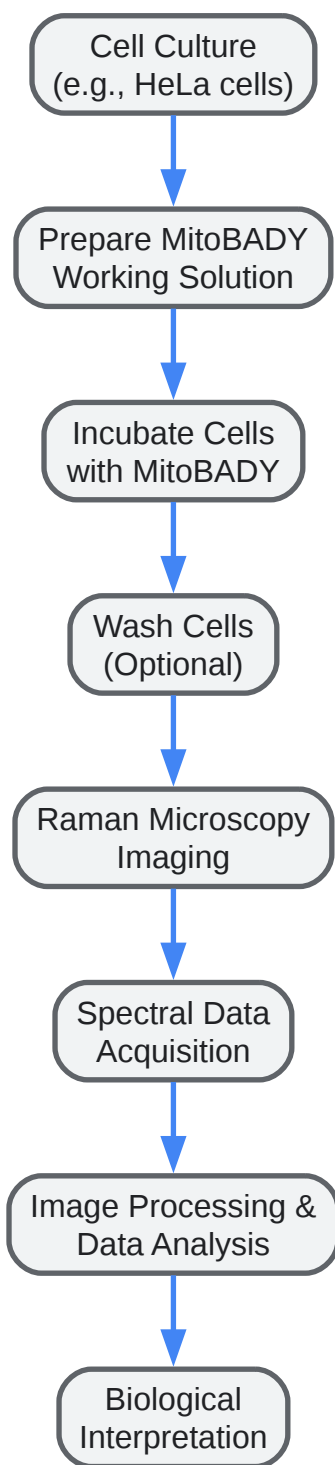 Cell Culture
(e.g., HeLa cells)
Prepare MitoBADY
Working Solution
Incubate Cells
with MitoBADY
Wash Cells
(Optional)
Raman Microscopy
Imaging
Spectral Data
Acquisition
Image Processing &
Data Analysis
Biological
Interpretation